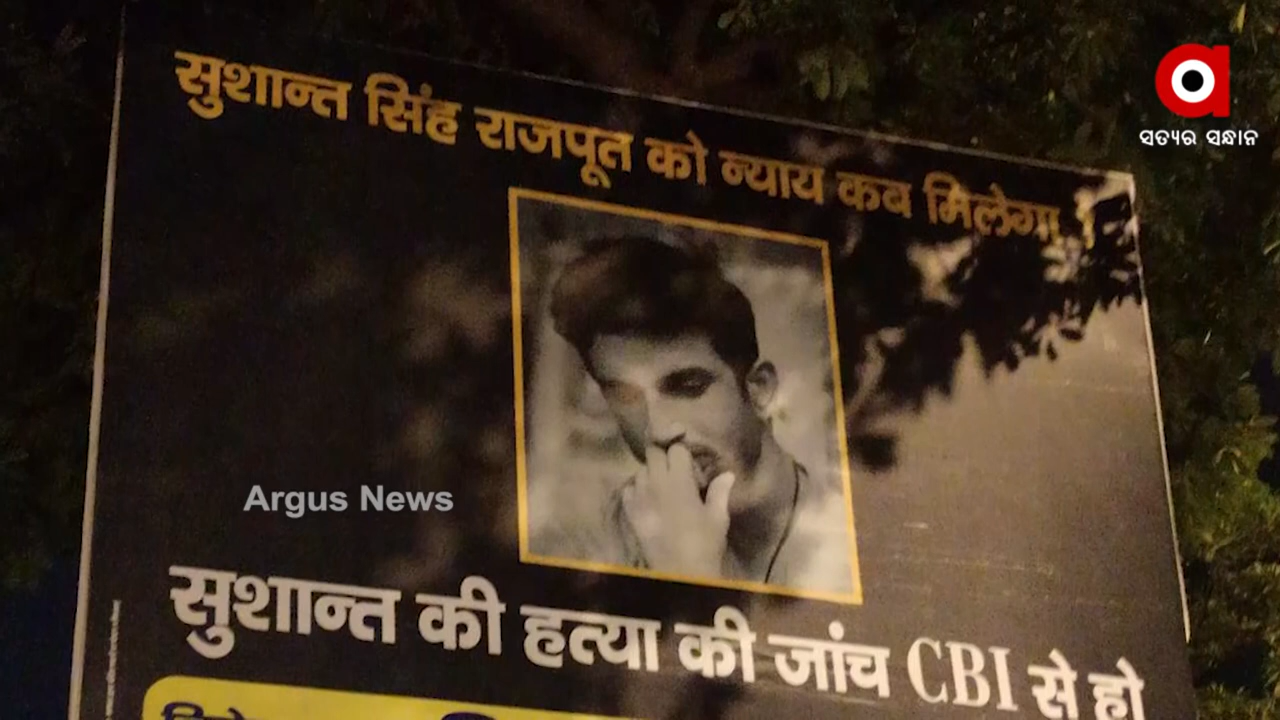 सुशान्त सिंह राजपूत को न्याय कब मिलेगा ?
ସତ୍ୟର ସନ୍ଧାନ
Argus News
सुशान्त की हत्या की जांच CBI से हो